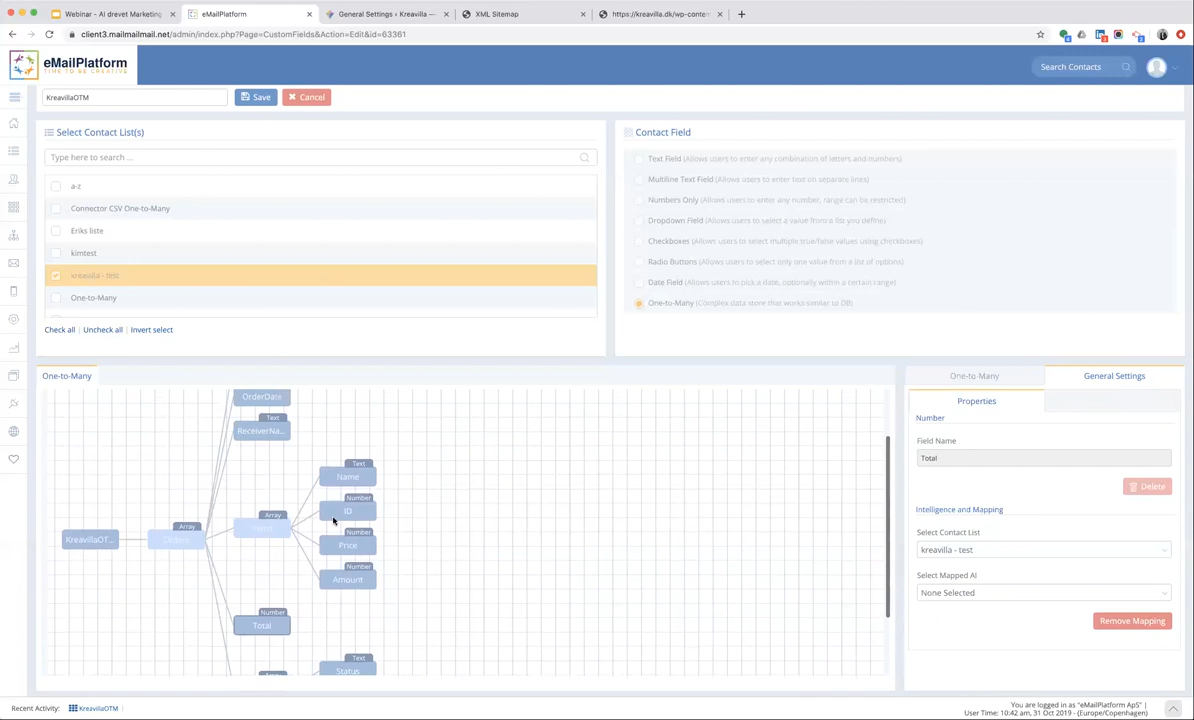 Webinar - AI drevet Marketing
eMailPlatform
General Settings ‹ Kreavilla —
XML Sitemap
https://kreavilla.dk/wp-conten
client3.mailmailmail.net/admin/index.php?Page=CustomFields&Action=Edit&id=63361
eMailPlatform
TIME TO BE CREATIVE
Search Contacts
KreavillaOTM
Save
Cancel
Select Contact List(s)
Contact Field
Type here to search ...
Text Field (Allows users to enter any combination of letters and numbers)
a-z
Multiline Text Field (Allows users to enter text on separate lines)
Connector CSV One-to-Many
Numbers Only (Allows users to enter any number, range can be restricted)
Eriks liste
Dropdown Field (Allows users to select a value from a list you define)
Checkboxes (Allows users to select multiple true/false values using checkboxes)
kimtest
Radio Buttons (Allows users to select only one value from a list of options)
kreavilla - test
Date Field (Allows users to pick a date, optionally within a certain range)
One-to-Many
One-to-Many (Complex data store that works similar to DB)
Check all | Uncheck all | Invert select
One-to-Many
One-to-Many
General Settings
OrderDate
Properties
Text
ReceiverNa...
Number
Field Name
Text
Name
Total
Number
ID
Delete
Array
Array
Intelligence and Mapping
Number
Price
KreavillaOT...
Orders
Select Contact List
kreavilla - test
Number
Amount
Select Mapped AI
None Selected
Number
Total
Remove Mapping
Text
Status
Recent Activity:
KreavillaOTM
You are logged in as "eMailPlatform ApS" |
User Time: 10:42 am, 31 Oct 2019 - (Europe/Copenhagen)